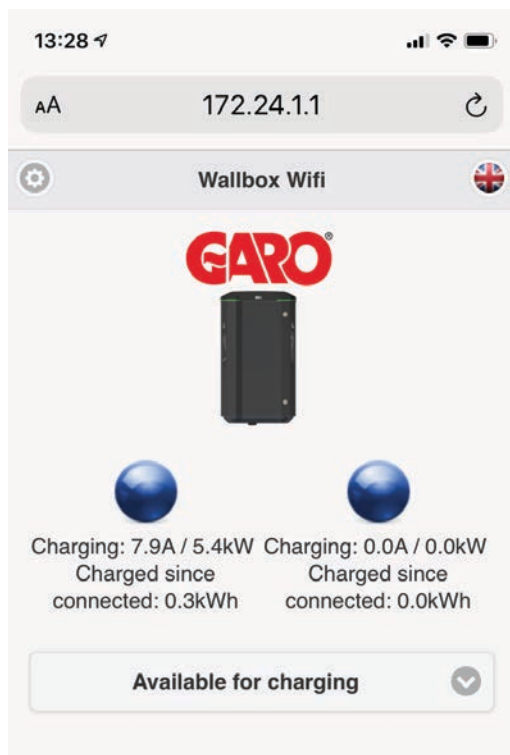 13:28
AA 172.24.1.1
Wallbox Wifi
GARO®
Charging: 7.9A / 5.4kW
Charged since
connected: 0.3kWh
Charging: 0.0A / 0.0kW
Charged since
connected: 0.0kWh
Available for charging